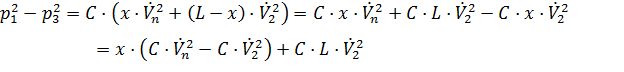 p₁² − p₃² = C · (x · V̇ₙ² + (L − x) · V̇₂²) = C · x · V̇ₙ² + C · L · V̇₂² − C · x · V̇₂²
= x · (C · V̇ₙ² − C · V̇₂²) + C · L · V̇₂²